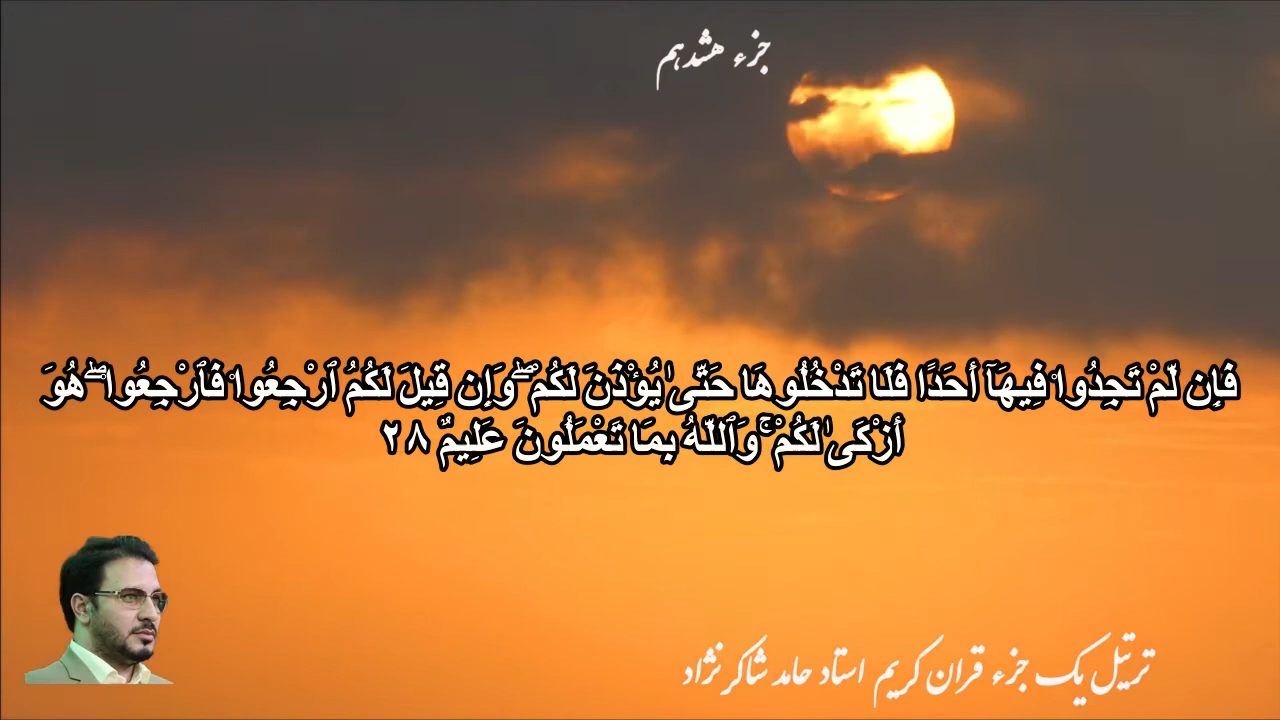 جزء هشدهم
فَإِن لَّمْ تَجِدُوا۟ فِيهَآ أَحَدًا فَلَا تَدْخُلُوهَا حَتَّىٰ يُؤْذَنَ لَكُمْ ۖ وَإِن قِيلَ لَكُمُ ٱرْجِعُوا۟ فَٱرْجِعُوا۟ ۖ هُوَ
أَزْكَىٰ لَكُمْ ۚ وَٱللَّهُ بِمَا تَعْمَلُونَ عَلِيمٌ ٢٨
ترتیل یک جزء قران کریم استاد حامد شاکرنژاد